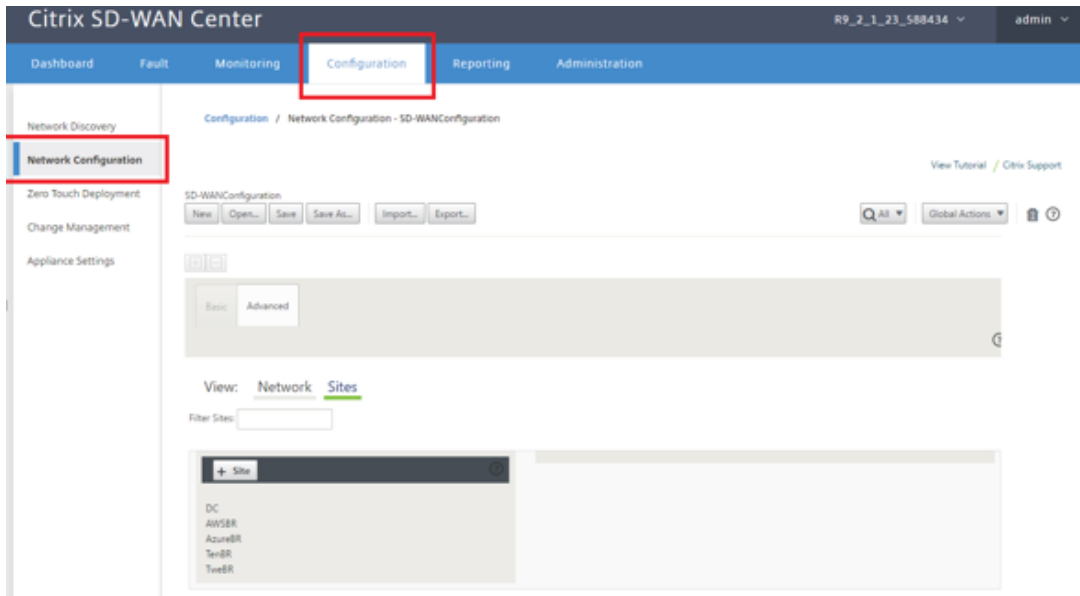 Citrix SD-WAN Center
R9_2_1_23_588434 admin
Dashboard Fault Monitoring Configuration Reporting Administration
Network Discovery
Network Configuration
Zero Touch Deployment
Change Management
Appliance Settings
Configuration / Network Configuration - SD-WANConfiguration
View Tutorial / Citrix Support
SD-WANConfiguration
New Open... Save Save As... Import... Export... All Global Actions ?
+ -
Basic Advanced
?
View: Network Sites
Filter Sites:
+ Site ?
DC
AWSBR
AzureBR
TenBR
TweBR